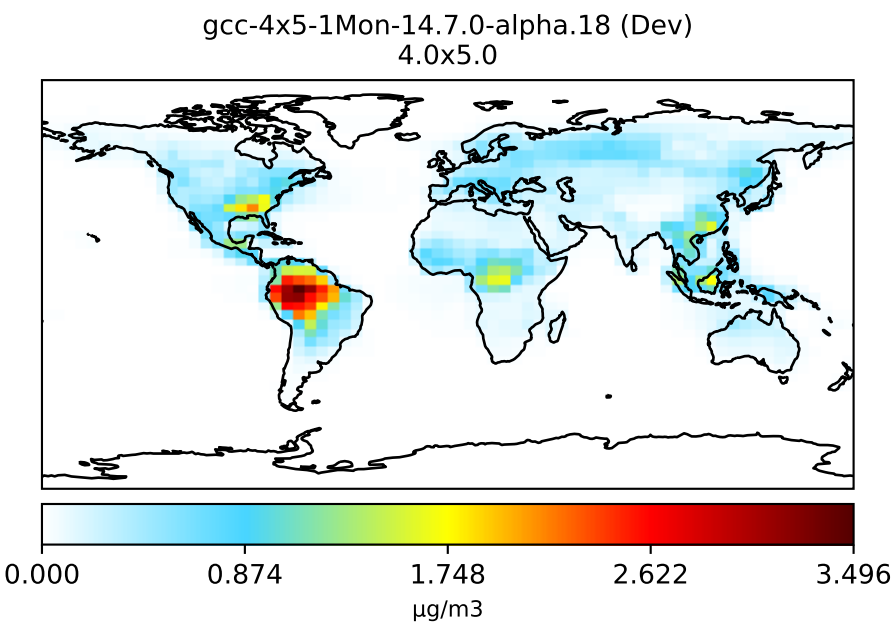 gcc-4x5-1Mon-14.7.0-alpha.18 (Dev)
4.0x5.0
0.000 0.874 1.748 2.622 3.496
μg/m3